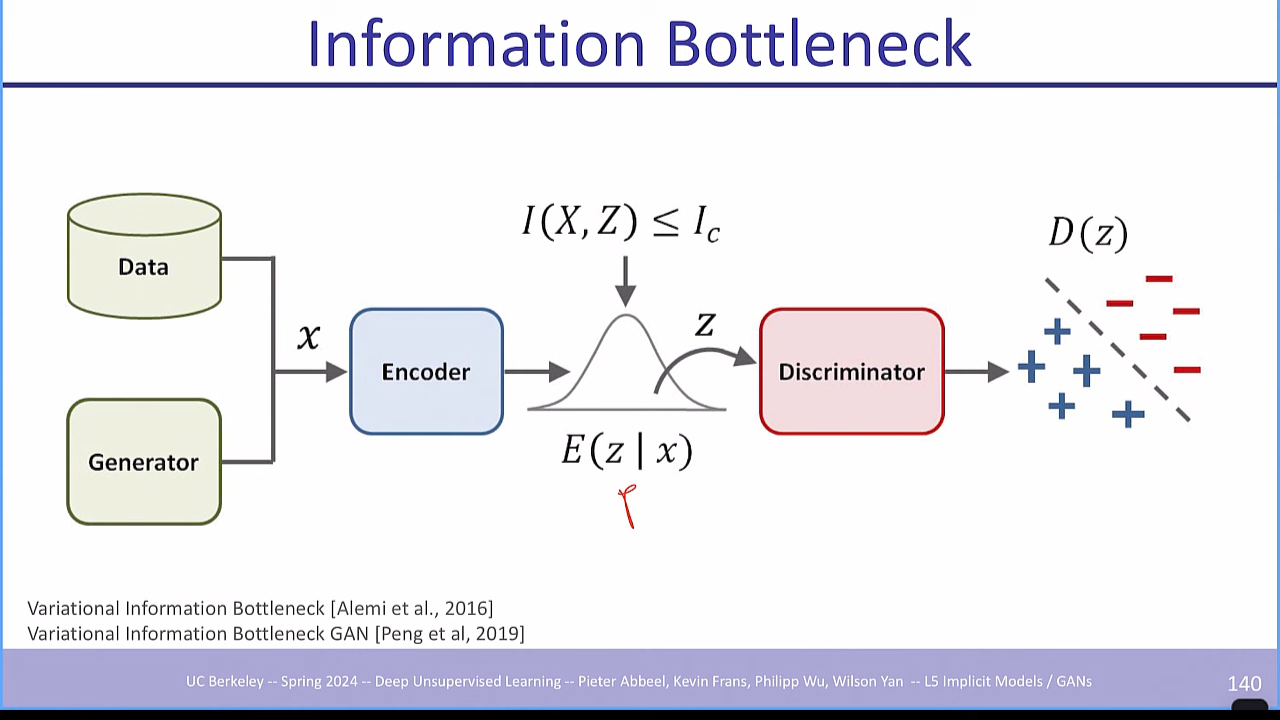 Information Bottleneck
I(X, Z) ≤ I_c
D(z)
Data
x
z
Encoder
Discriminator
Generator
E(z | x)
Variational Information Bottleneck [Alemi et al., 2016]
Variational Information Bottleneck GAN [Peng et al, 2019]
UC Berkeley -- Spring 2024 -- Deep Unsupervised Learning -- Pieter Abbeel, Kevin Frans, Philipp Wu, Wilson Yan -- L5 Implicit Models / GANs
140